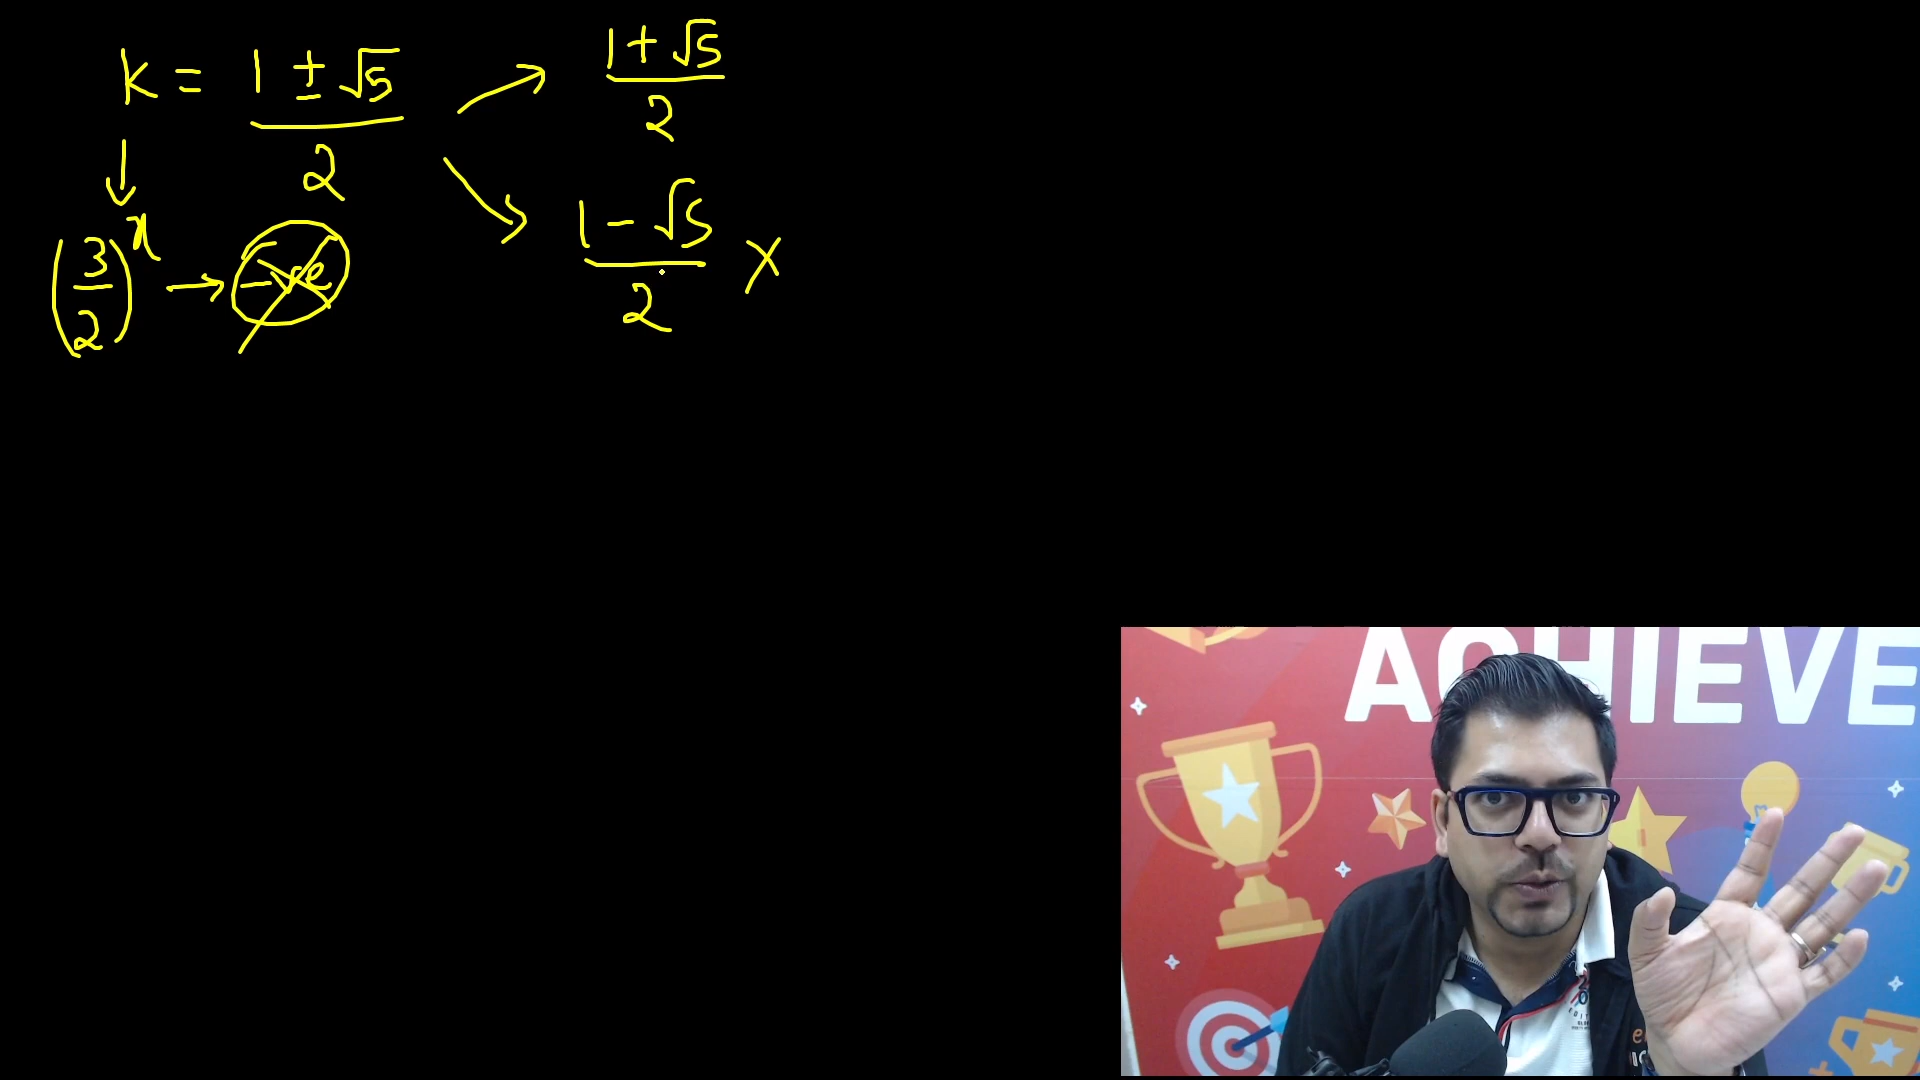 K = (1 ± √5)/2 → (1 + √5)/2
→ (1 - √5)/2 X
↓
(3/2)^x → -ve
ACHIEVE